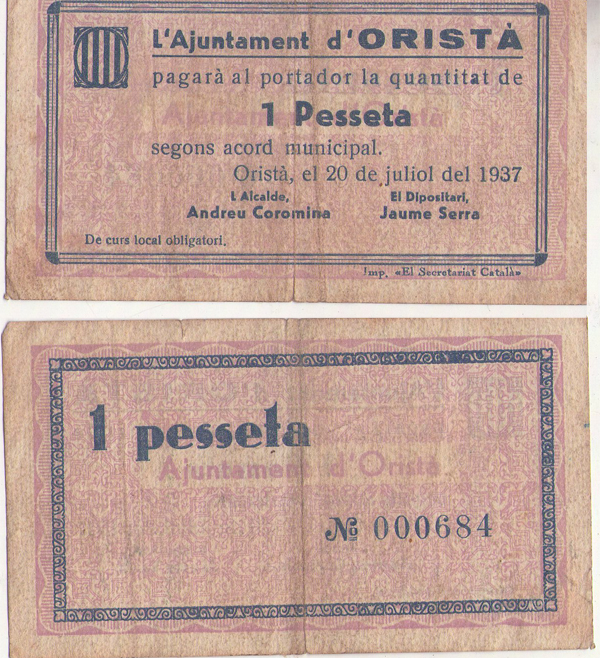 L'Ajuntament d'ORISTÀ
pagarà al portador la quantitat de
1 Pesseta
segons acord municipal.
Oristà, el 20 de juliol del 1937
L Alcalde, El Dipositari,
Andreu Coromina Jaume Serra
De curs local obligatori.
Imp. «El Secretariat Català»
1 pesseta
Ajuntament d'Oristà
№ 000684